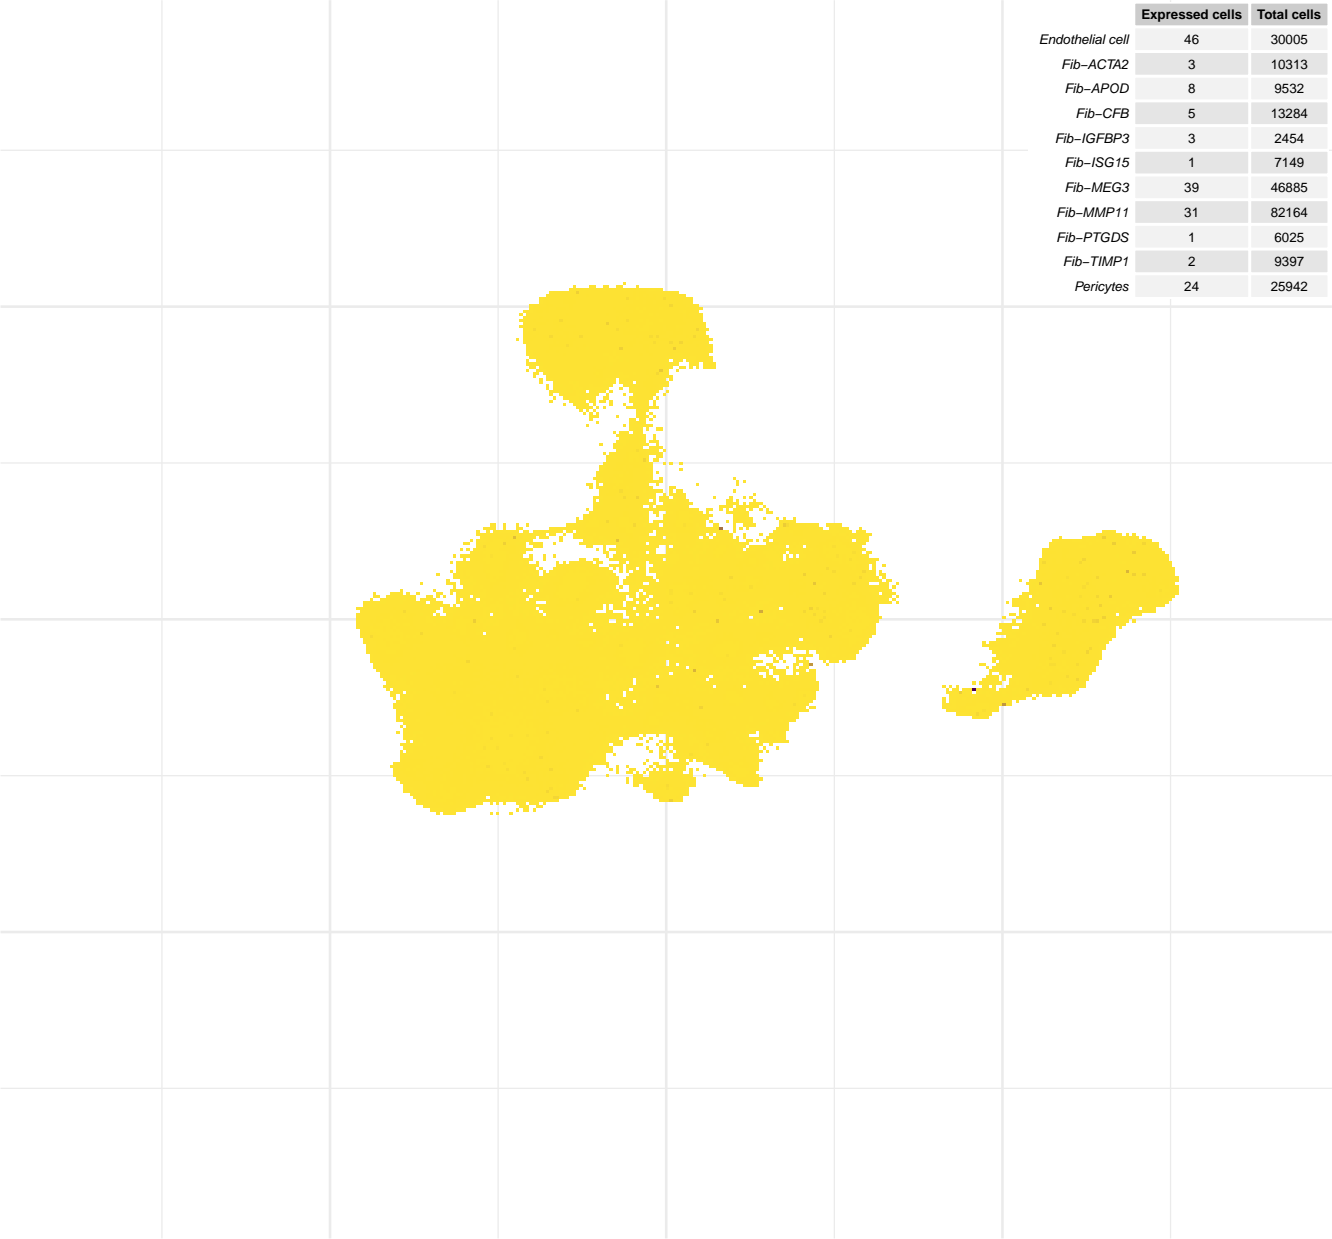 Expressed cells Total cells
Endothelial cell 46 30005
Fib−ACTA2 3 10313
Fib−APOD 8 9532
Fib−CFB 5 13284
Fib−IGFBP3 3 2454
Fib−ISG15 1 7149
Fib−MEG3 39 46885
Fib−MMP11 31 82164
Fib−PTGDS 1 6025
Fib−TIMP1 2 9397
Pericytes 24 25942